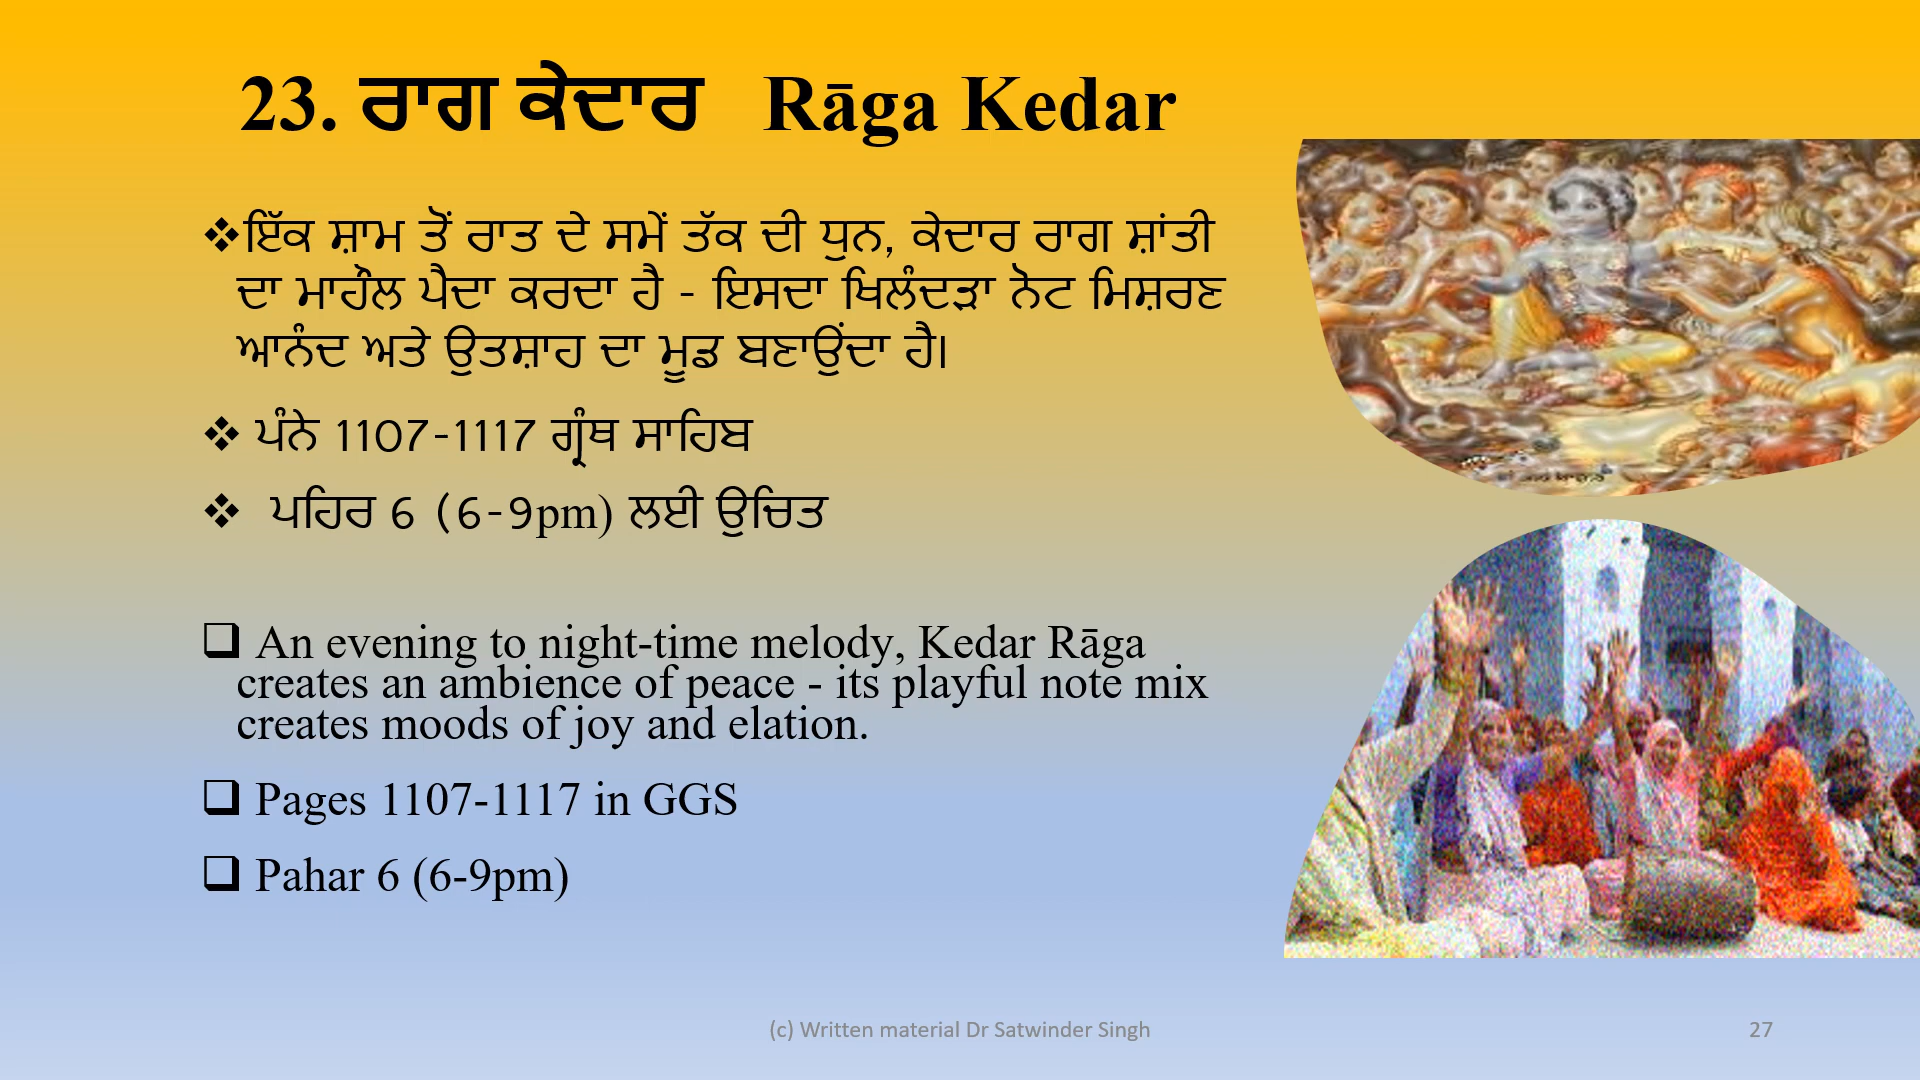 23. ਰਾਗ ਕੇਦਾਰ Rāga Kedar
❖ਇੱਕ ਸ਼ਾਮ ਤੋਂ ਰਾਤ ਦੇ ਸਮੇਂ ਤੱਕ ਦੀ ਧੁਨ, ਕੇਦਾਰ ਰਾਗ ਸ਼ਾਂਤੀ
ਦਾ ਮਾਹੌਲ ਪੈਦਾ ਕਰਦਾ ਹੈ - ਇਸਦਾ ਖਿਲੰਦੜਾ ਨੋਟ ਮਿਸ਼ਰਣ
ਆਨੰਦ ਅਤੇ ਉਤਸ਼ਾਹ ਦਾ ਮੂਡ ਬਣਾਉਂਦਾ ਹੈ।
❖ ਪੰਨੇ 1107-1117 ਗ੍ਰੰਥ ਸਾਹਿਬ
❖ ਪਹਿਰ 6 (6-9pm) ਲਈ ਉਚਿਤ
❑ An evening to night-time melody, Kedar Rāga
creates an ambience of peace - its playful note mix
creates moods of joy and elation.
❑ Pages 1107-1117 in GGS
❑ Pahar 6 (6-9pm)
(c) Written material Dr Satwinder Singh
27